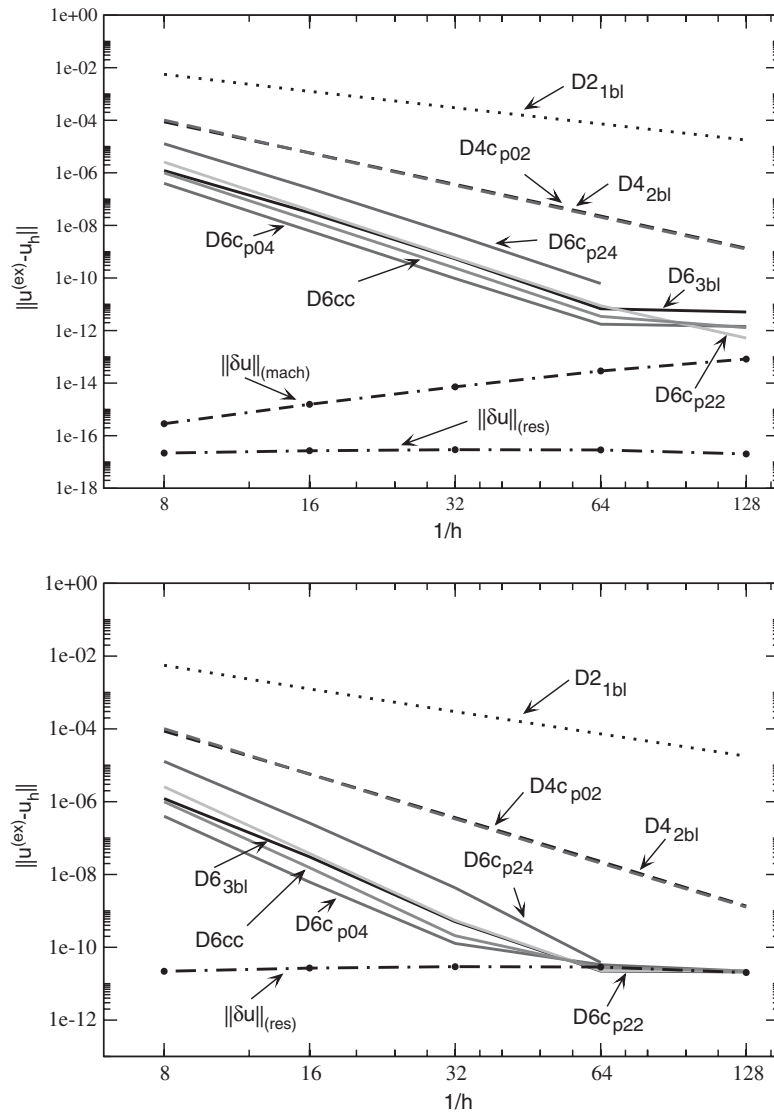 1e+00
1e-02
1e-04
1e-06
1e-08
1e-10
1e-12
1e-14
1e-16
1e-18
||u(ex)-uh||
D21bl
D4cp02
D42bl
D6cp04
D6cp24
D6cc
D63bl
D6cp22
||δu||(mach)
||δu||(res)
8 16 32 64 128
1/h
1e+00
1e-02
1e-04
1e-06
1e-08
1e-10
1e-12
||u(ex)-uh||
D21bl
D4cp02
D42bl
D6cp24
D63bl
D6cc
D6cp04
D6cp22
||δu||(res)
8 16 32 64 128
1/h